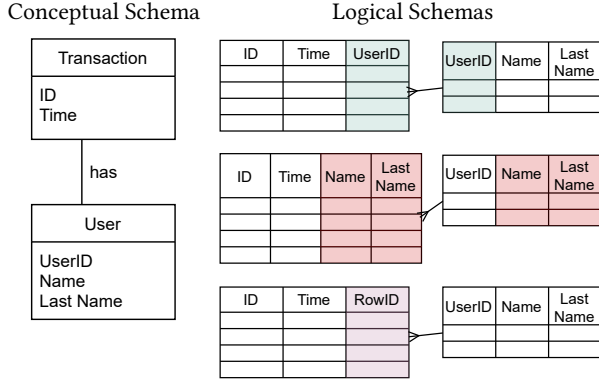 Conceptual Schema
Logical Schemas
Transaction
ID
Time
has
User
UserID
Name
Last Name
ID Time UserID
UserID Name Last
Name
ID Time Name Last
Name
UserID Name Last
Name
ID Time RowID
UserID Name Last
Name